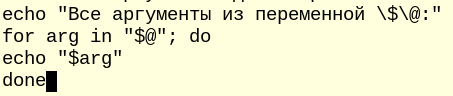 echo "Все аргументы из переменной \$\@:"
for arg in "$@"; do
echo "$arg"
done